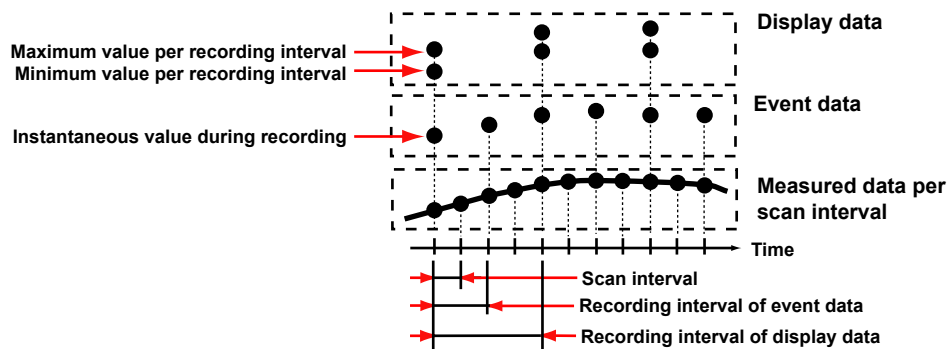 Display data
Maximum value per recording interval
Minimum value per recording interval
Event data
Instantaneous value during recording
Measured data per
scan interval
Time
Scan interval
Recording interval of event data
Recording interval of display data